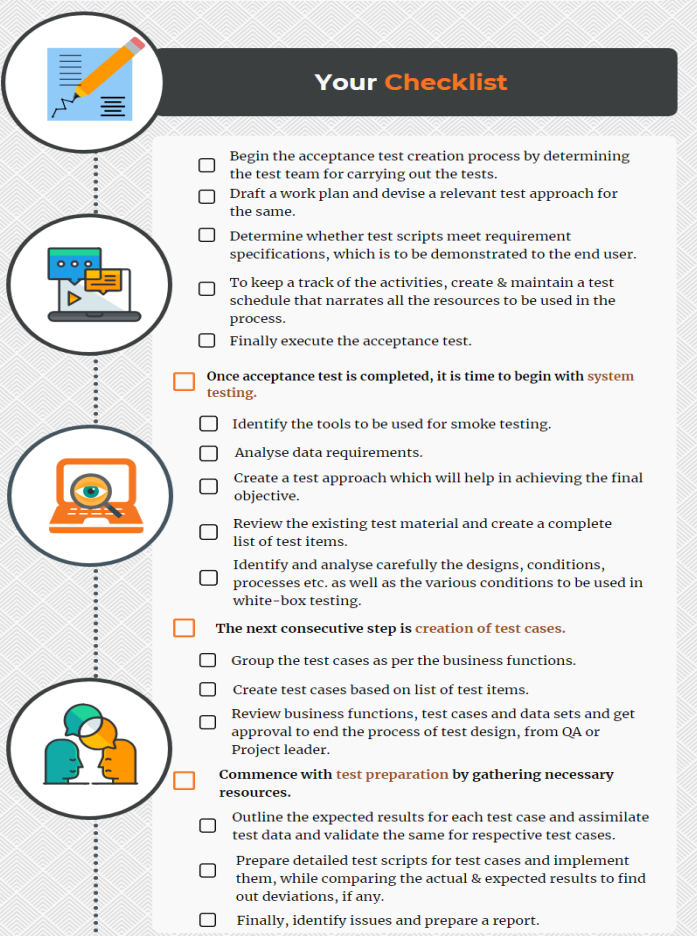 Your Checklist
Begin the acceptance test creation process by determining
the test team for carrying out the tests.
Draft a work plan and devise a relevant test approach for
the same.
Determine whether test scripts meet requirement
specifications, which is to be demonstrated to the end user.
To keep a track of the activities, create & maintain a test
schedule that narrates all the resources to be used in the
process.
Finally execute the acceptance test.
Once acceptance test is completed, it is time to begin with system
testing.
Identify the tools to be used for smoke testing.
Analyse data requirements.
Create a test approach which will help in achieving the final
objective.
Review the existing test material and create a complete
list of test items.
Identify and analyse carefully the designs, conditions,
processes etc. as well as the various conditions to be used in
white-box testing.
The next consecutive step is creation of test cases.
Group the test cases as per the business functions.
Create test cases based on list of test items.
Review business functions, test cases and data sets and get
approval to end the process of test design, from QA or
Project leader.
Commence with test preparation by gathering necessary
resources.
Outline the expected results for each test case and assimilate
test data and validate the same for respective test cases.
Prepare detailed test scripts for test cases and implement
them, while comparing the actual & expected results to find
out deviations, if any.
Finally, identify issues and prepare a report.